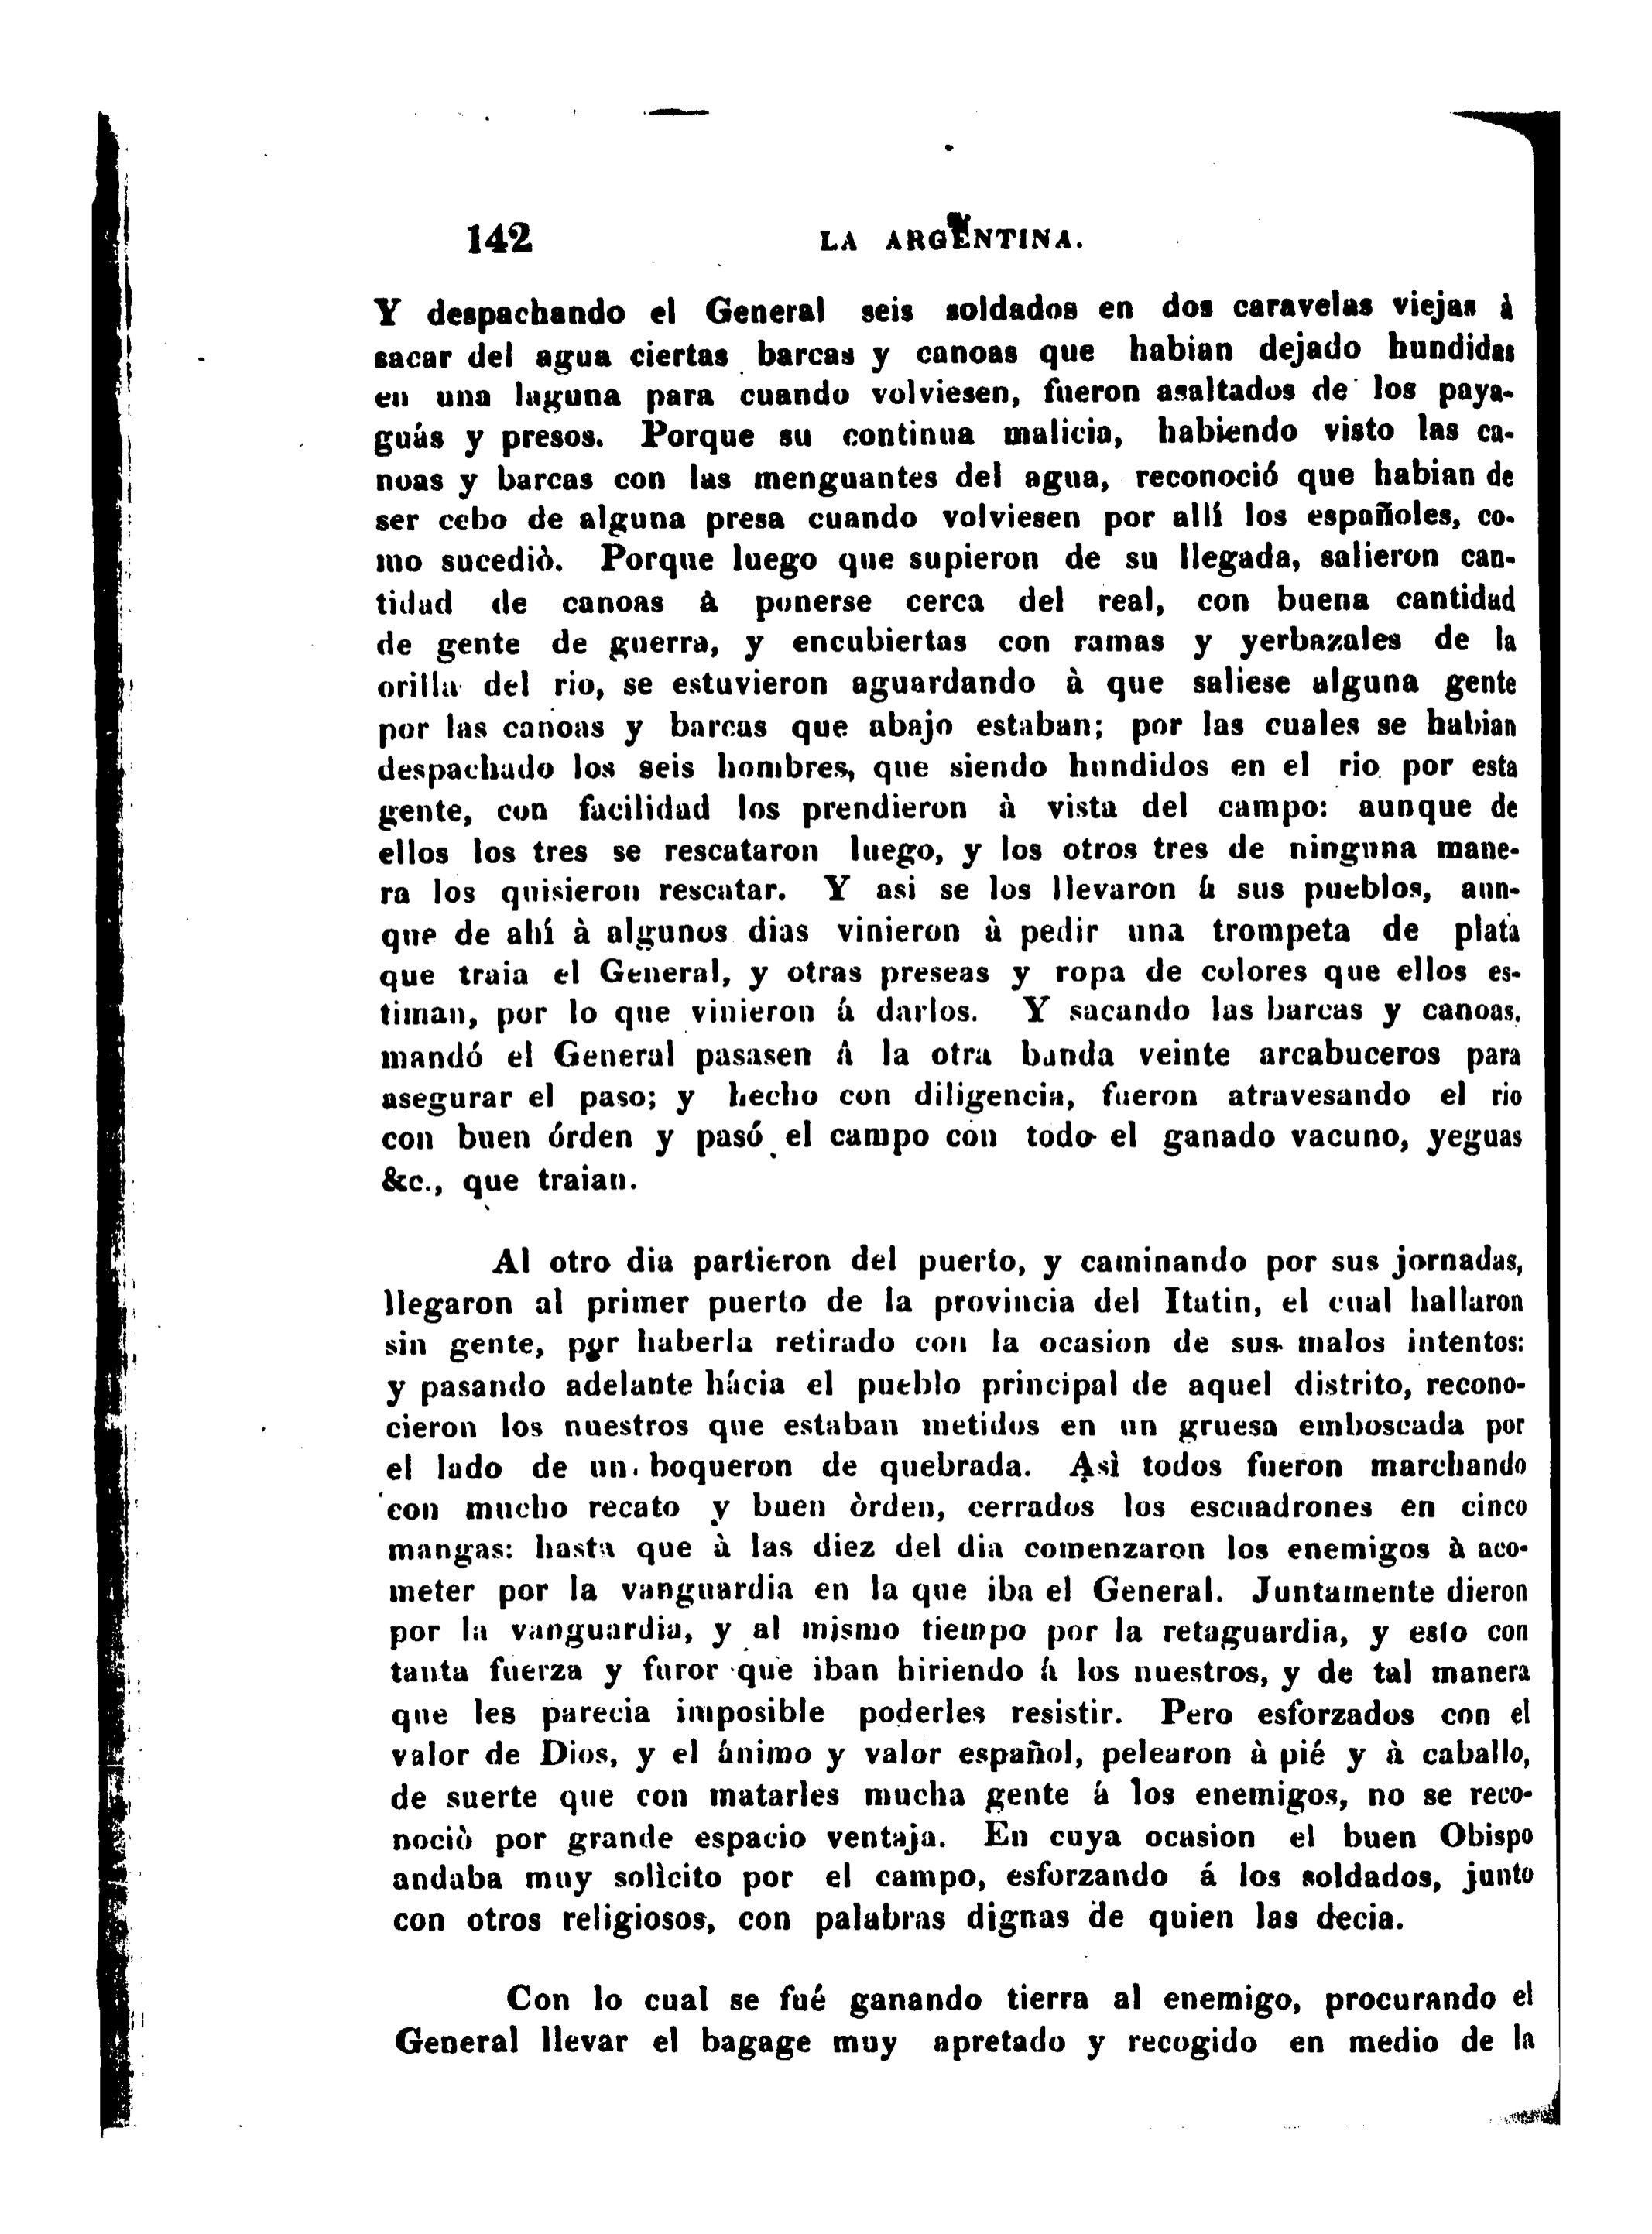 142 LA ARGENTINA.
Y despachando el General seis soldados en dos caravelas viejas à
sacar del agua ciertas barcas y canoas que habian dejado hundidas
en una laguna para cuando volviesen, fueron asaltados de los paya-
guás y presos. Porque su continua malicia, habiendo visto las ca-
noas y barcas con las menguantes del agua, reconoció que habian de
ser cebo de alguna presa cuando volviesen por allí los españoles, co-
mo sucediò. Porque luego que supieron de su llegada, salieron can-
tidad de canoas à ponerse cerca del real, con buena cantidad
de gente de guerra, y encubiertas con ramas y yerbazales de la
orilla del rio, se estuvieron aguardando à que saliese alguna gente
por las canoas y barcas que abajo estaban; por las cuales se habian
despachado los seis hombres, que siendo hundidos en el rio por esta
gente, con facilidad los prendieron à vista del campo: aunque de
ellos los tres se rescataron luego, y los otros tres de ninguna mane-
ra los quisieron rescatar. Y asi se los llevaron á sus pueblos, aun-
que de ahí à algunos dias vinieron à pedir una trompeta de plata
que traia el General, y otras preseas y ropa de colores que ellos es-
timan, por lo que vinieron á darlos. Y sacando las barcas y canoas,
mandó el General pasasen á la otra banda veinte arcabuceros para
asegurar el paso; y hecho con diligencia, fueron atravesando el rio
con buen órden y pasó el campo con todo el ganado vacuno, yeguas
&c., que traian.
Al otro dia partieron del puerto, y caminando por sus jornadas,
llegaron al primer puerto de la provincia del Itatin, el cual hallaron
sin gente, por haberla retirado con la ocasion de sus malos intentos:
y pasando adelante hácia el pueblo principal de aquel distrito, recono-
cieron los nuestros que estaban metidos en un gruesa emboscada por
el lado de un boqueron de quebrada. Asì todos fueron marchando
con mucho recato y buen òrden, cerrados los escuadrones en cinco
mangas: hasta que à las diez del dia comenzaron los enemigos à aco-
meter por la vanguardia en la que iba el General. Juntamente dieron
por la vanguardia, y al mismo tiempo por la retaguardia, y esto con
tanta fuerza y furor que iban hiriendo á los nuestros, y de tal manera
que les parecia imposible poderles resistir. Pero esforzados con el
valor de Dios, y el ánimo y valor español, pelearon à pié y à caballo,
de suerte que con matarles mucha gente á los enemigos, no se reco-
nociò por grande espacio ventaja. En cuya ocasion el buen Obispo
andaba muy solìcito por el campo, esforzando á los soldados, junto
con otros religiosos, con palabras dignas de quien las decia.
Con lo cual se fué ganando tierra al enemigo, procurando el
General llevar el bagage muy apretado y recogido en medio de la